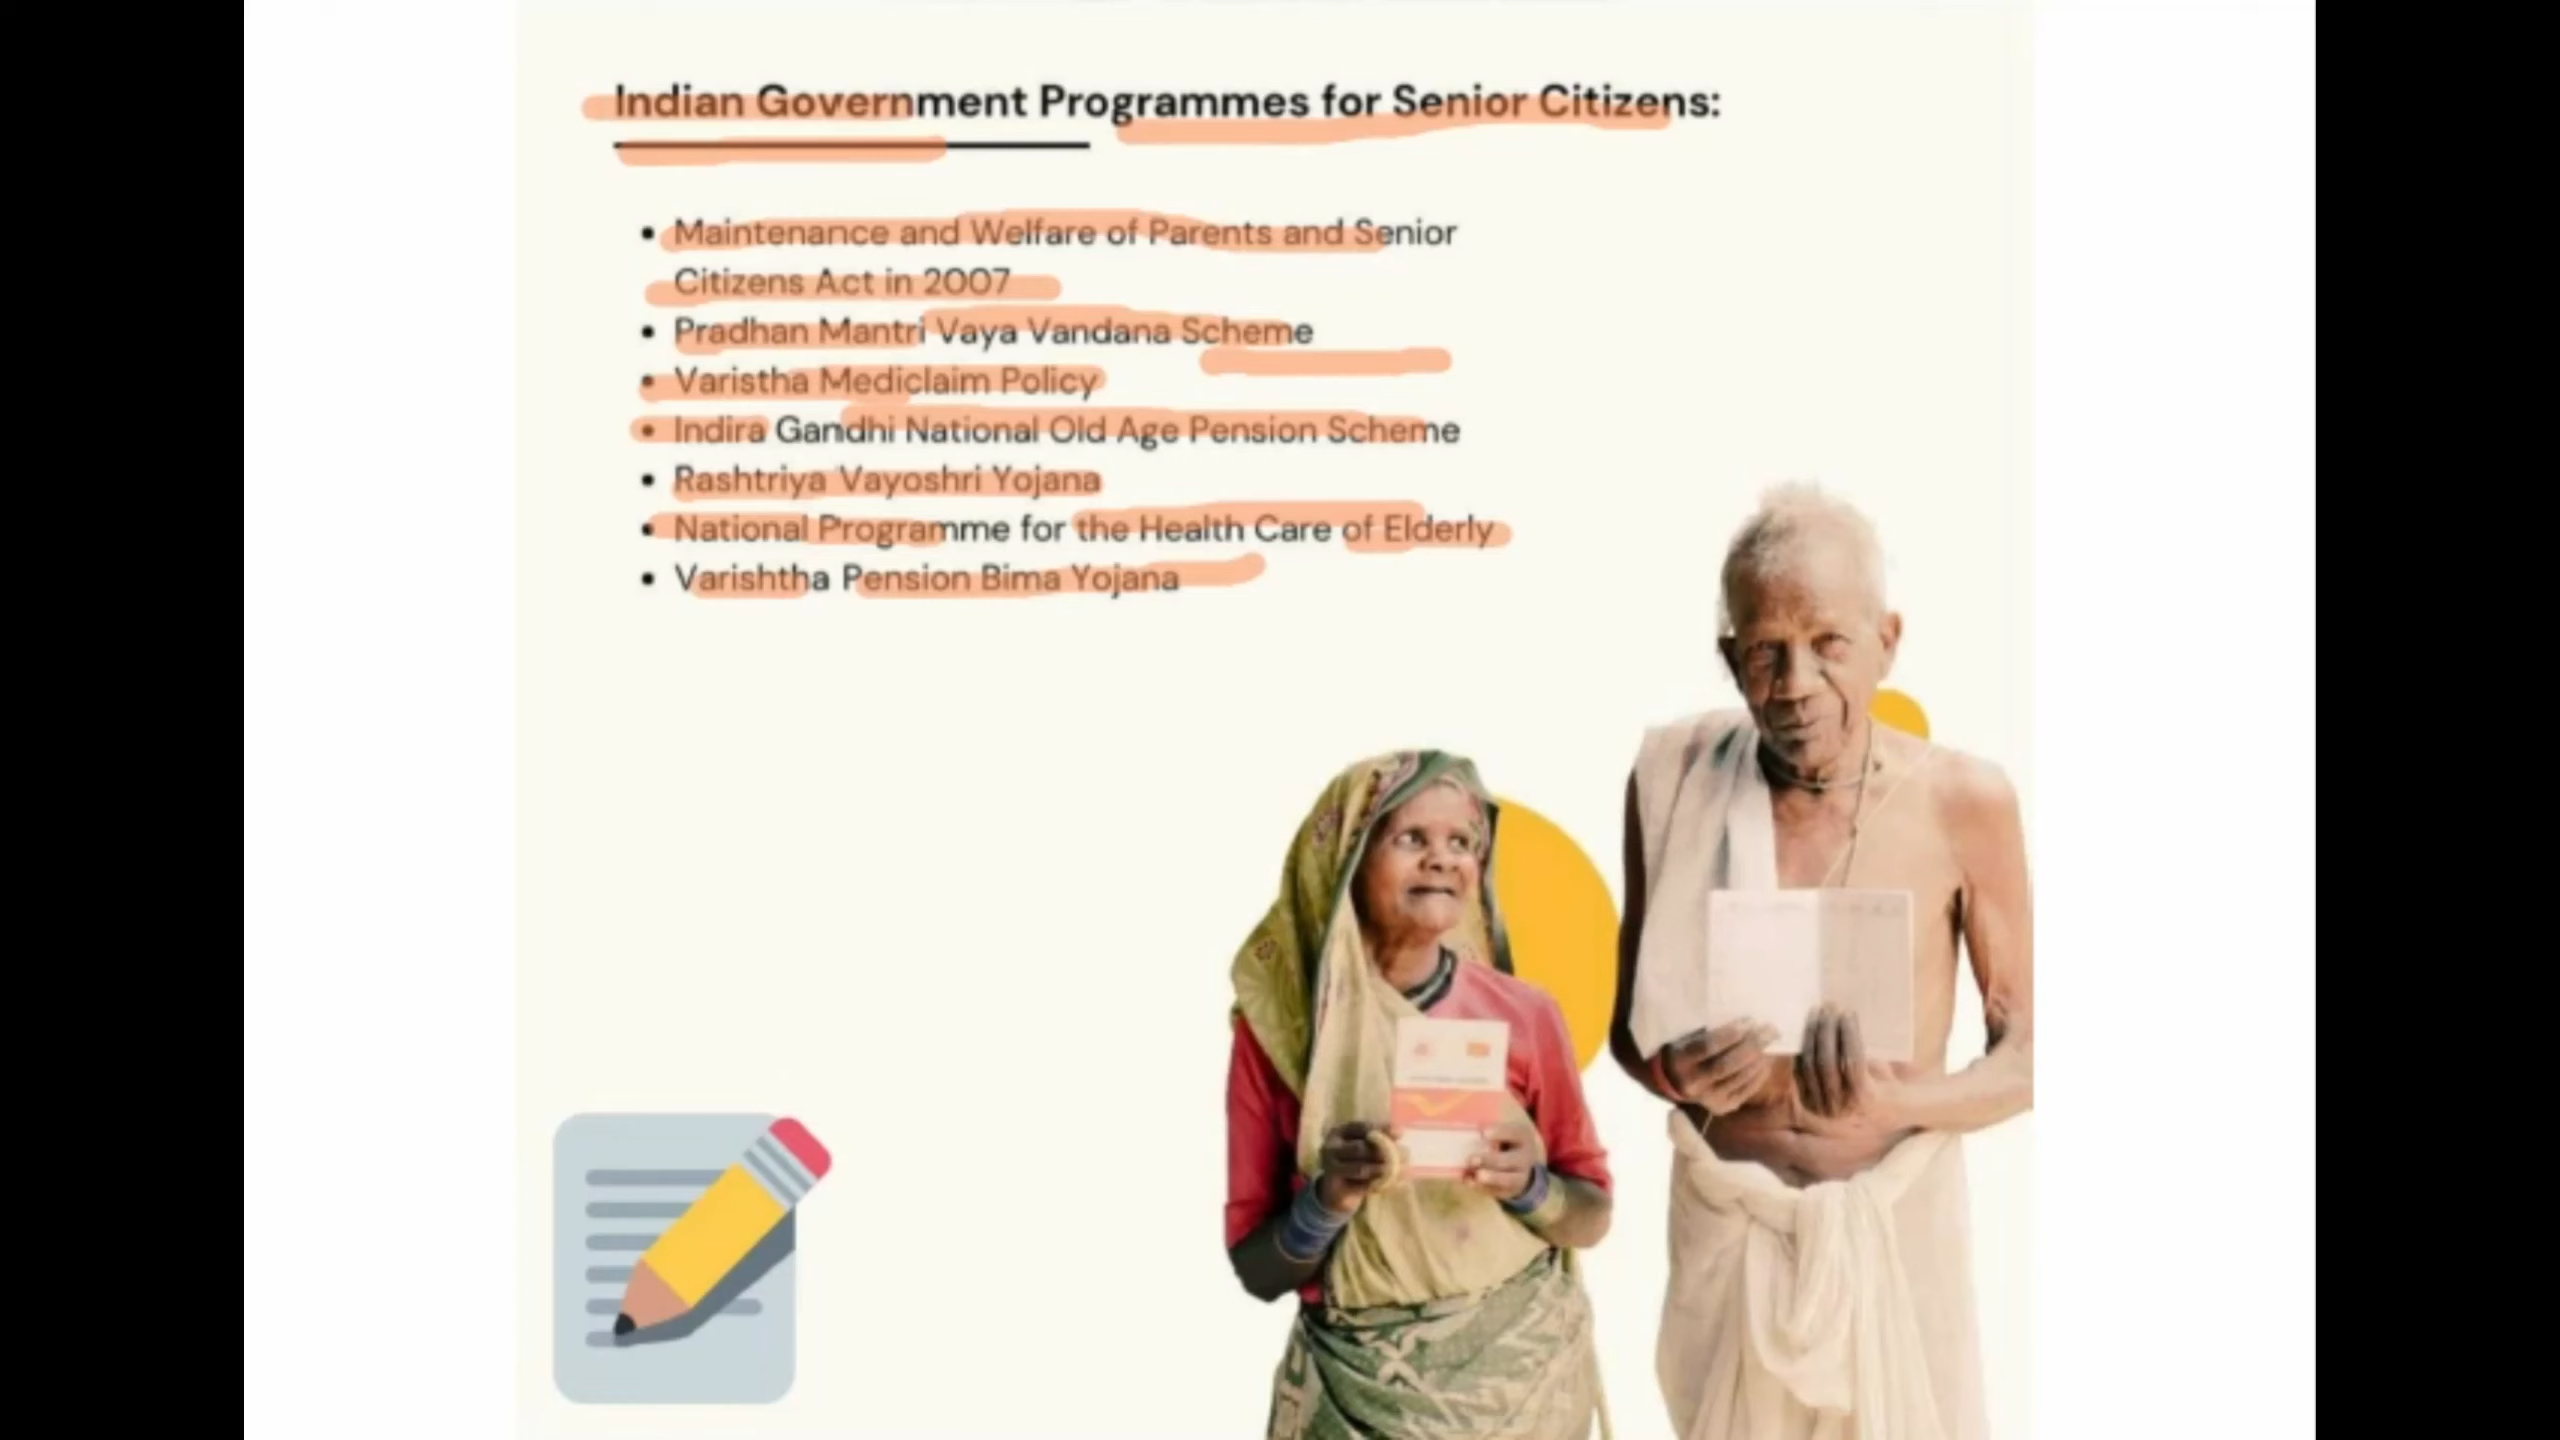 Indian Government Programmes for Senior Citizens:
• Maintenance and Welfare of Parents and Senior
Citizens Act in 2007
• Pradhan Mantri Vaya Vandana Scheme
• Varistha Mediclaim Policy
• Indira Gandhi National Old Age Pension Scheme
• Rashtriya Vayoshri Yojana
• National Programme for the Health Care of Elderly
• Varishtha Pension Bima Yojana